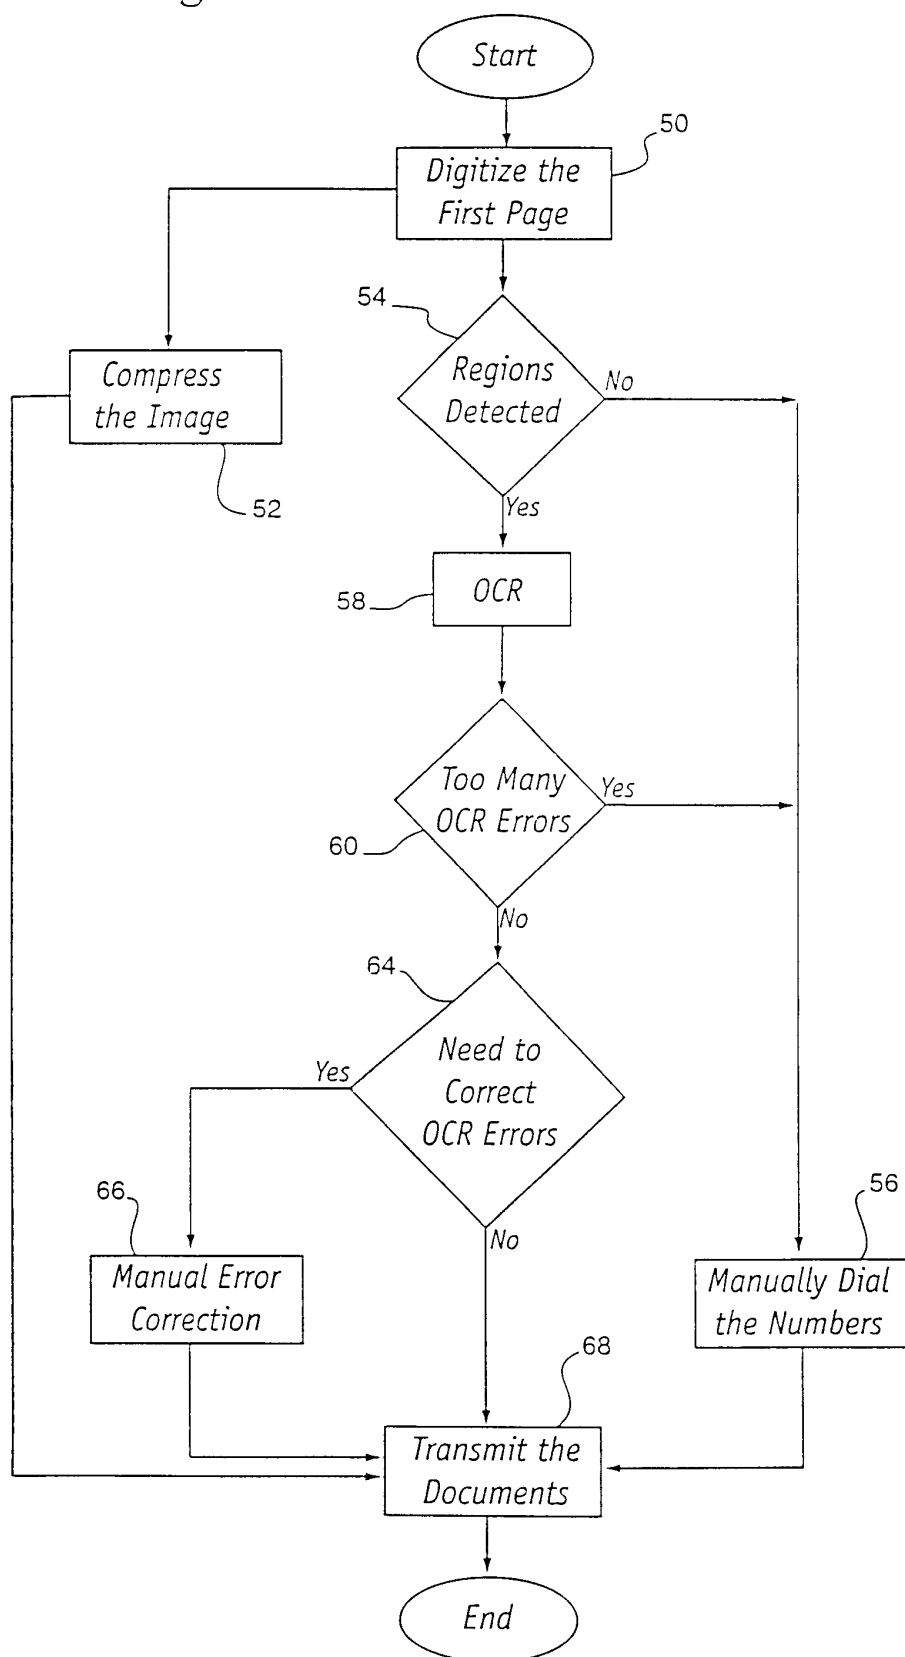 Start
50
Digitize the
First Page
54
Regions
Detected
No
Compress
the Image
52
Yes
58
OCR
Too Many
OCR Errors
Yes
60
No
64
Need to
Correct
OCR Errors
Yes
66
56
No
Manual Error
Correction
Manually Dial
the Numbers
68
Transmit the
Documents
End